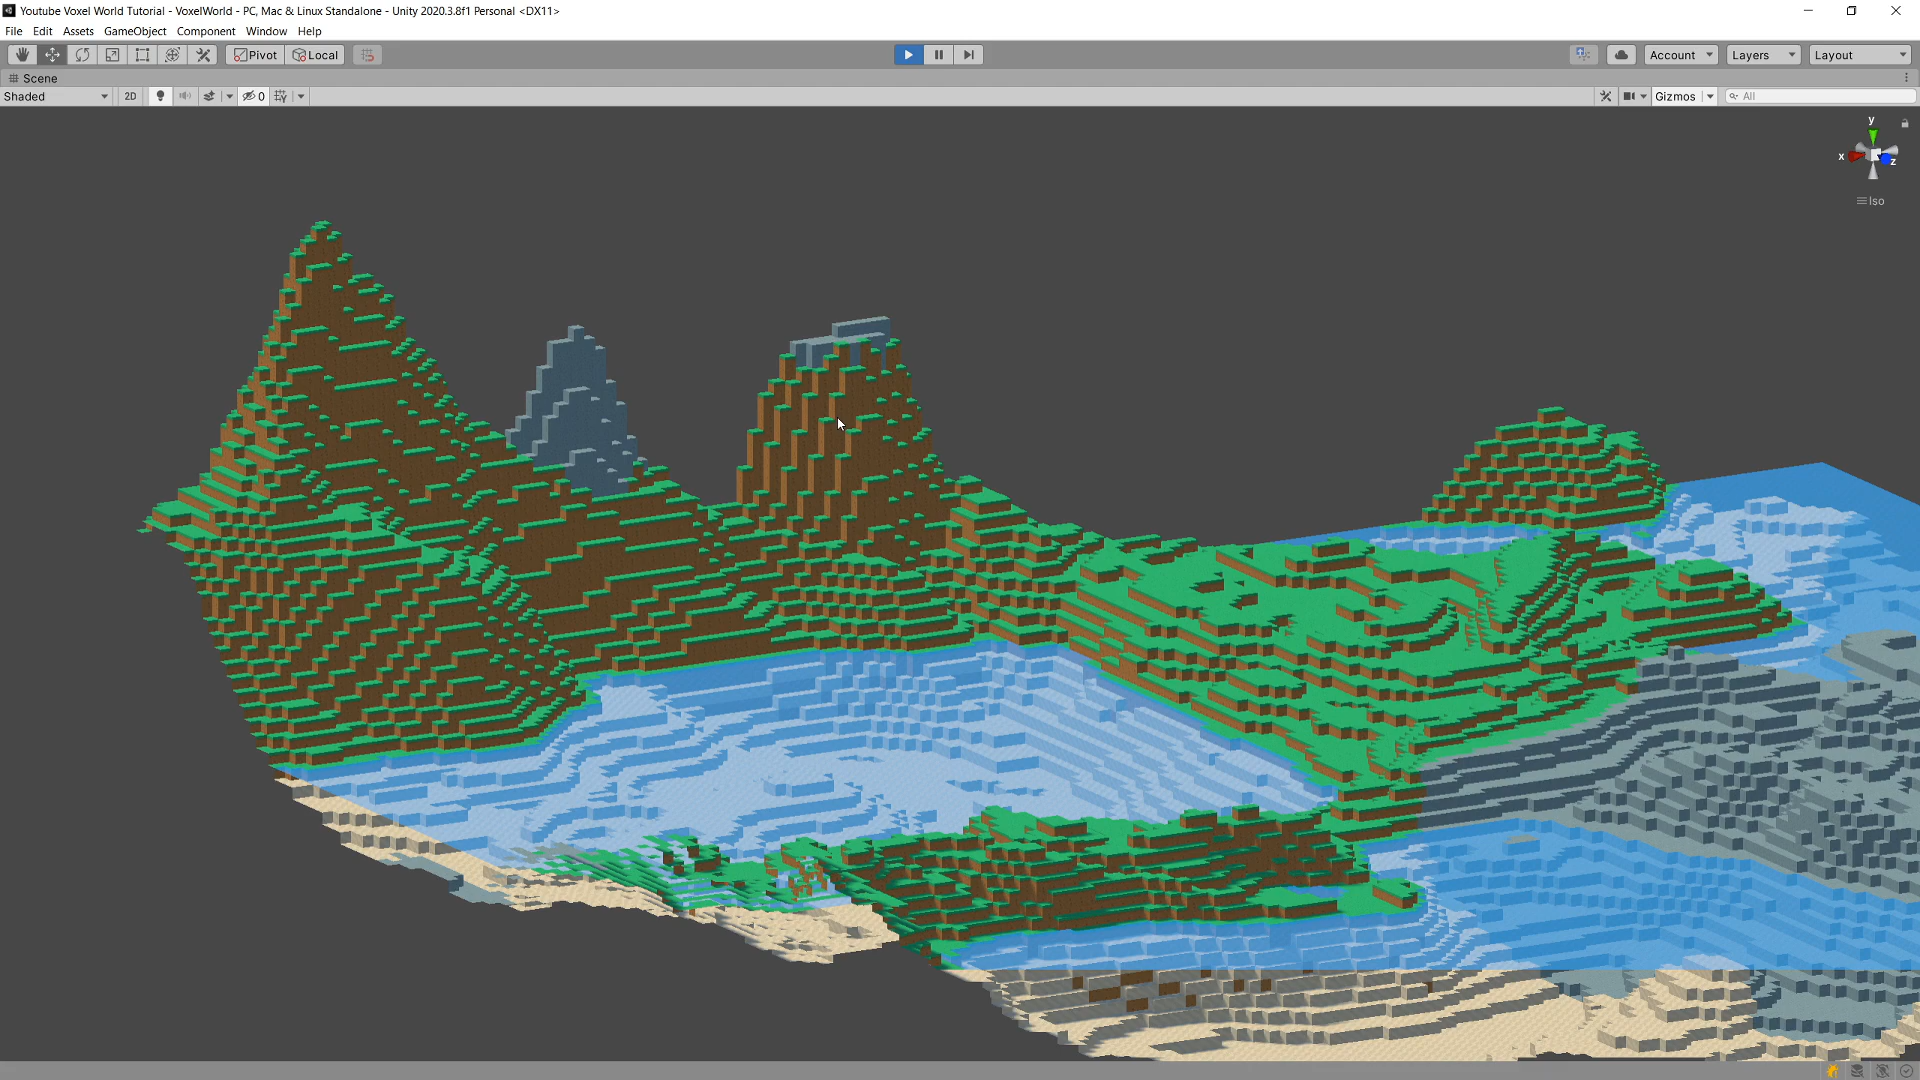 Youtube Voxel World Tutorial - VoxelWorld - PC, Mac & Linux Standalone - Unity 2020.3.8f1 Personal <DX11>
File Edit Assets GameObject Component Window Help
Pivot Local Account Layers Layout
Scene
Shaded 2D 0 Gizmos All
y
x z
Iso